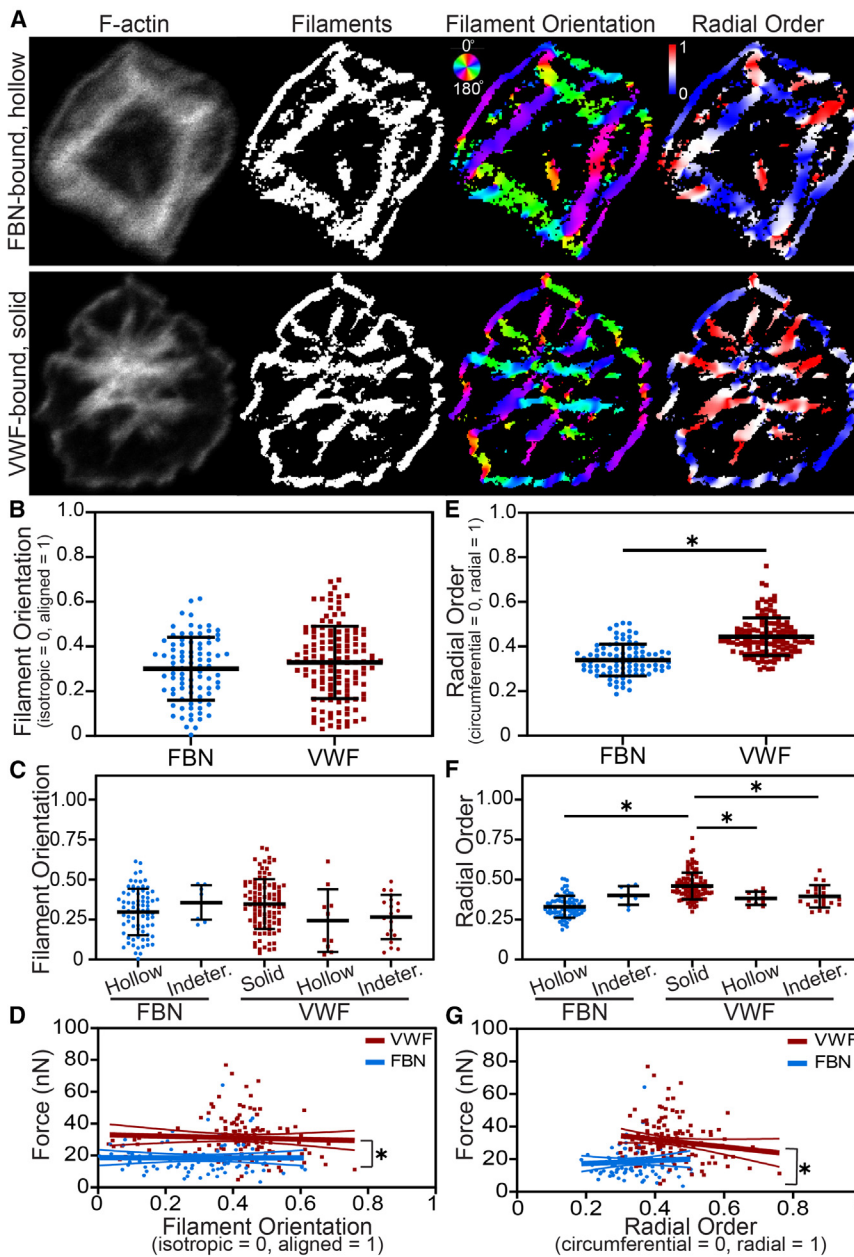 A
F-actin
Filaments
Filament Orientation
Radial Order
FBN-bound, hollow
0°
180°
1
0
VWF-bound, solid
B
Filament Orientation
(isotropic = 0, aligned = 1)
1.0
0.8
0.6
0.4
0.2
0
FBN
VWF
E
Radial Order
(circumferential = 0, radial = 1)
1.0
0.8
0.6
0.4
0.2
0
*
FBN
VWF
C
Filament Orientation
1.00
0.75
0.50
0.25
0
Hollow
Indeter.
Solid
Hollow
Indeter.
FBN
VWF
F
Radial Order
1.00
0.75
0.50
0.25
0
*
*
*
Hollow
Indeter.
Solid
Hollow
Indeter.
FBN
VWF
D
Force (nN)
100
80
60
40
20
0
VWF
FBN
*
0
0.2
0.4
0.6
0.8
1
Filament Orientation
(isotropic = 0, aligned = 1)
G
Force (nN)
100
80
60
40
20
0
VWF
FBN
*
0
0.2
0.4
0.6
0.8
Radial Order
(circumferential = 0, radial = 1)